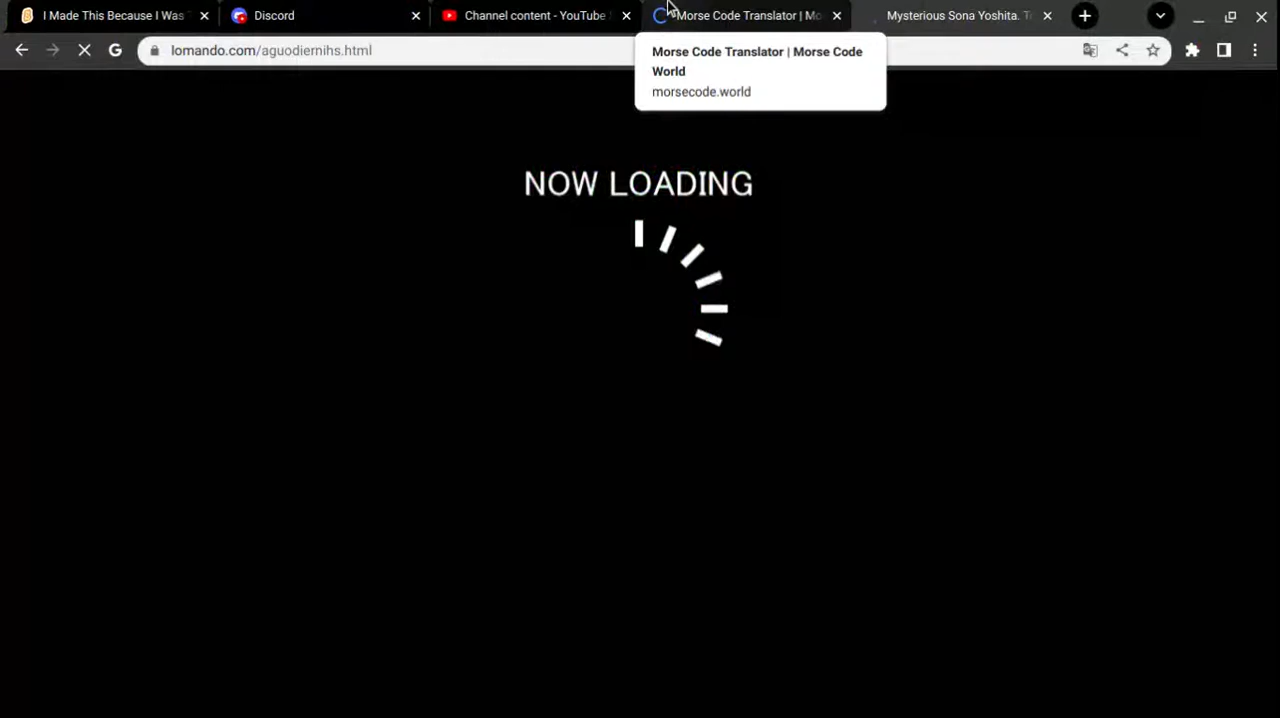 I Made This Because I Was
Discord
Channel content - YouTube
Morse Code Translator | Mo
Mysterious Sona Yoshita.
lomando.com/aguodiernihs.html
Morse Code Translator | Morse Code
World
morsecode.world
NOW LOADING